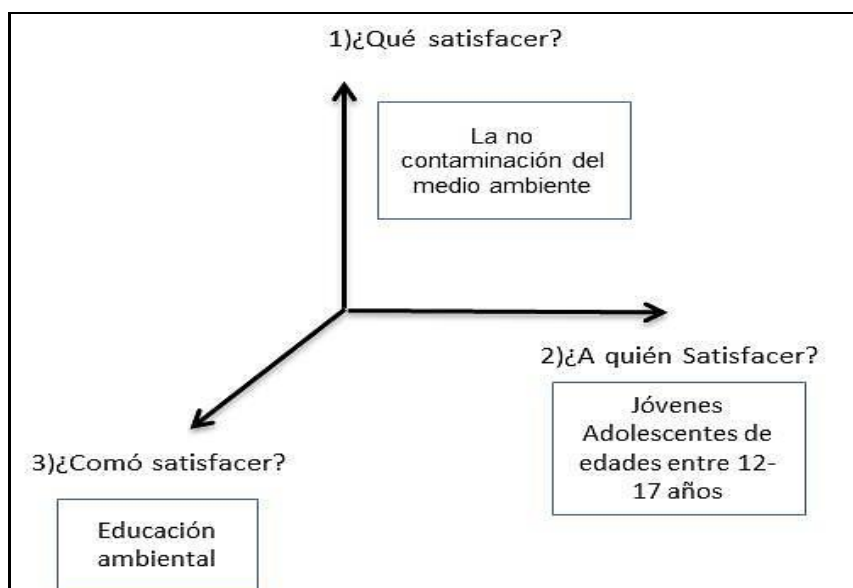 1)¿Qué satisfacer?
La no
contaminación del
medio ambiente
2)¿A quién Satisfacer?
Jóvenes
Adolescentes de
edades entre 12-
17 años
3)¿Comó satisfacer?
Educación
ambiental